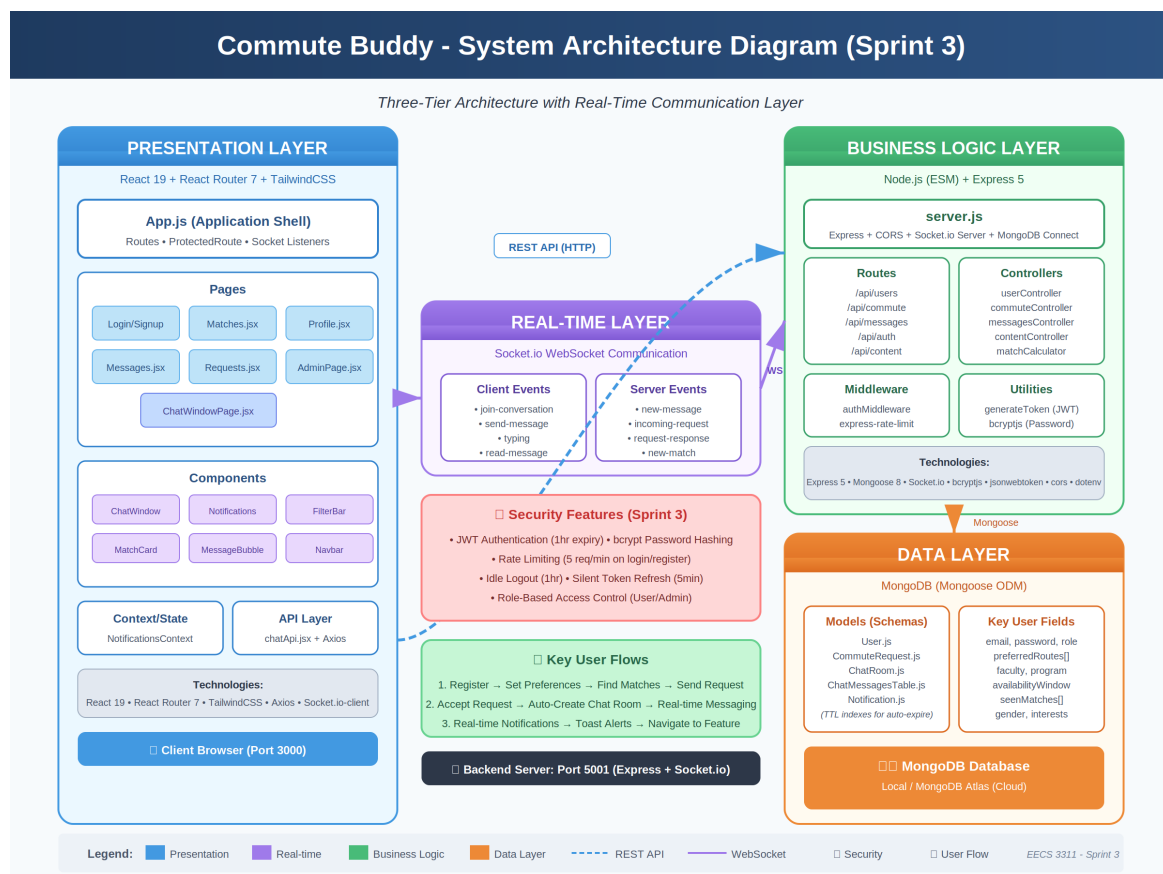 Commute Buddy - System Architecture Diagram (Sprint 3)
Three-Tier Architecture with Real-Time Communication Layer
PRESENTATION LAYER
React 19 + React Router 7 + TailwindCSS
App.js (Application Shell)
Routes • ProtectedRoute • Socket Listeners
Pages
Login/Signup
Matches.jsx
Profile.jsx
Messages.jsx
Requests.jsx
AdminPage.jsx
ChatWindowPage.jsx
Components
ChatWindow
Notifications
FilterBar
MatchCard
MessageBubble
Navbar
Context/State
NotificationsContext
API Layer
chatApi.jsx + Axios
Technologies:
React 19 • React Router 7 • TailwindCSS • Axios • Socket.io-client
Client Browser (Port 3000)
REST API (HTTP)
REAL-TIME LAYER
Socket.io WebSocket Communication
Client Events
• join-conversation
• send-message
• typing
• read-message
Server Events
• new-message
• incoming-request
• request-response
• new-match
WS
Security Features (Sprint 3)
• JWT Authentication (1hr expiry) • bcrypt Password Hashing
• Rate Limiting (5 req/min on login/register)
• Idle Logout (1hr) • Silent Token Refresh (5min)
• Role-Based Access Control (User/Admin)
Key User Flows
1. Register → Set Preferences → Find Matches → Send Request
2. Accept Request → Auto-Create Chat Room → Real-time Messaging
3. Real-time Notifications → Toast Alerts → Navigate to Feature
Backend Server: Port 5001 (Express + Socket.io)
BUSINESS LOGIC LAYER
Node.js (ESM) + Express 5
server.js
Express + CORS + Socket.io Server + MongoDB Connect
Routes
/api/users
/api/commute
/api/messages
/api/auth
/api/content
Controllers
userController
commuteController
messagesController
contentController
matchCalculator
Middleware
authMiddleware
express-rate-limit
Utilities
generateToken (JWT)
bcryptjs (Password)
Technologies:
Express 5 • Mongoose 8 • Socket.io • bcryptjs • jsonwebtoken • cors • dotenv
Mongoose
DATA LAYER
MongoDB (Mongoose ODM)
Models (Schemas)
User.js
CommuteRequest.js
ChatRoom.js
ChatMessagesTable.js
Notification.js
(TTL indexes for auto-expire)
Key User Fields
email, password, role
preferredRoutes[]
faculty, program
availabilityWindow
seenMatches[]
gender, interests
MongoDB Database
Local / MongoDB Atlas (Cloud)
Legend:
Presentation
Real-time
Business Logic
Data Layer
REST API
WebSocket
Security
User Flow
EECS 3311 - Sprint 3